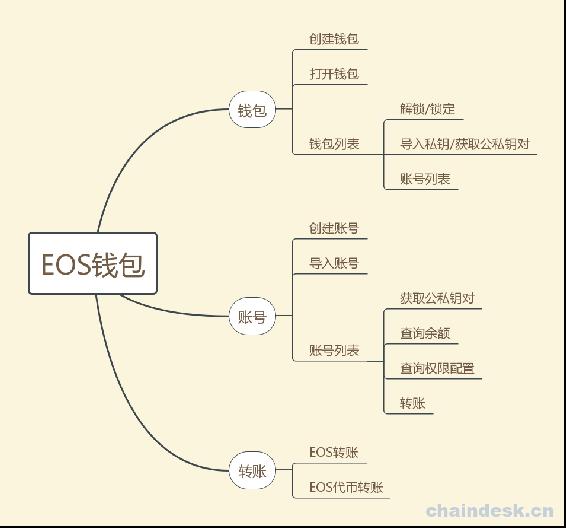 EOS钱包
钱包
创建钱包
打开钱包
钱包列表
解锁/锁定
导入私钥/获取公私钥对
账号列表
账号
创建账号
导入账号
账号列表
获取公私钥对
查询余额
查询权限配置
转账
转账
EOS转账
EOS代币转账
chaindesk.cn